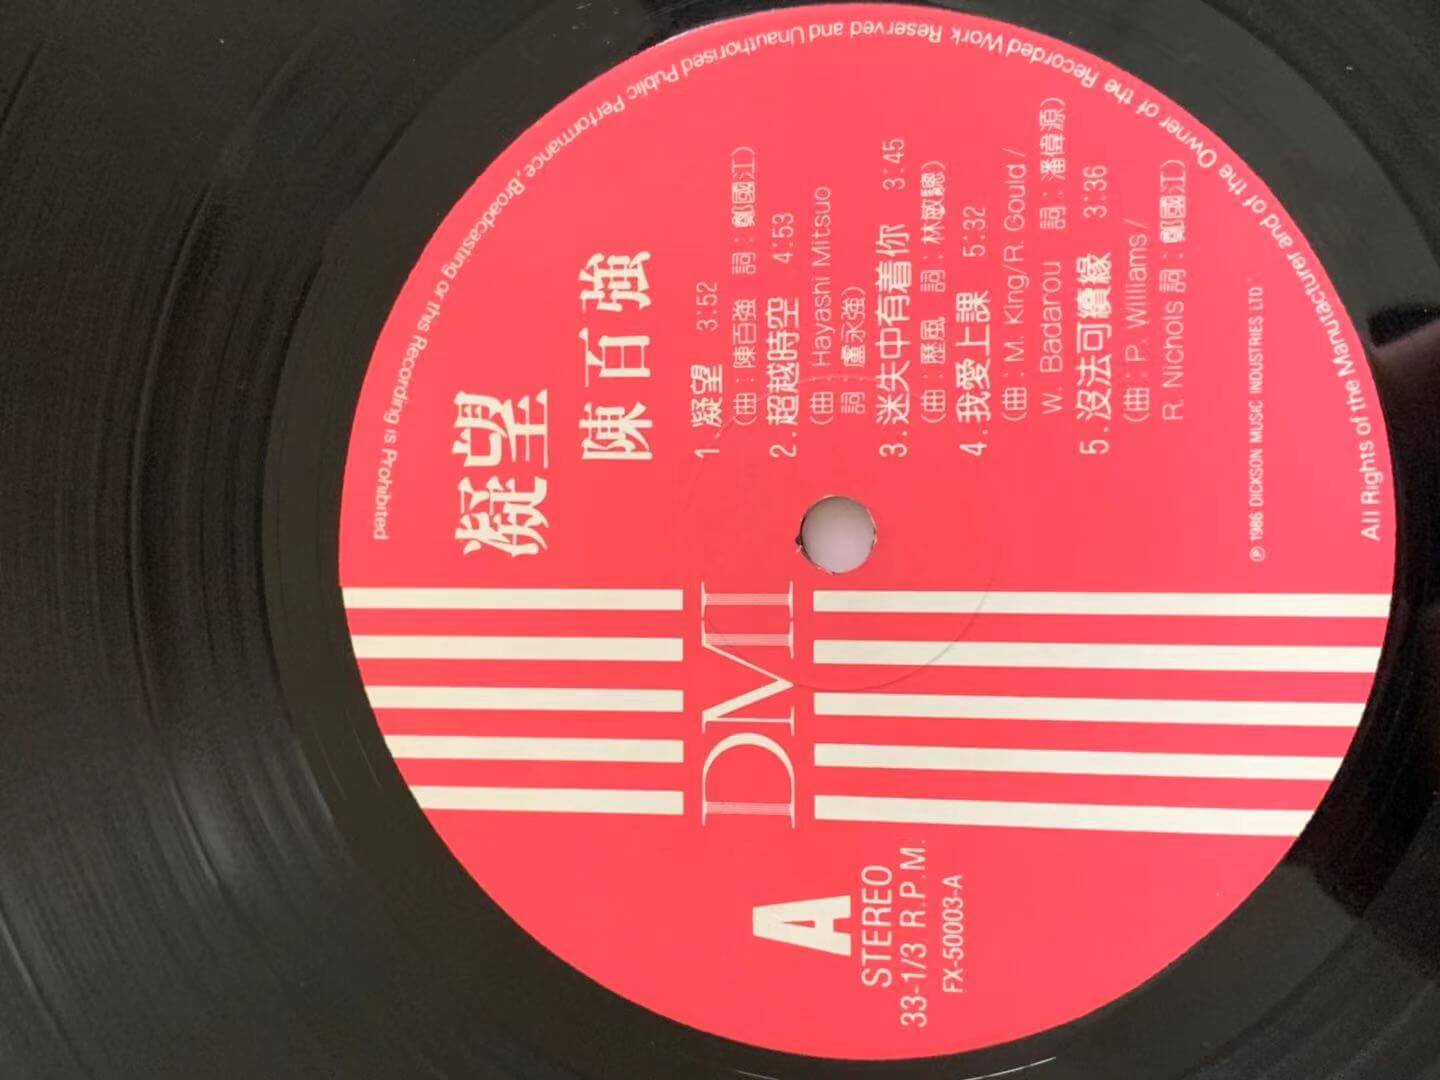 凝望
陳百強
1.凝望 3:52
(曲：陳百強 詞：鄭國江)
2.超越時空 4:53
(曲：Hayashi Mitsuo
詞：盧永強)
3.迷失中有着你 3:45
(曲：歷風 詞：林敏驄)
4.我愛上課 5:32
(曲：M. King/R. Gould/
W. Badarou 詞：潘偉源)
5.沒法可續緣 3:36
(曲：P. Williams/
R. Nichols 詞：鄭國江)
℗ 1986 DICKSON MUSIC INDUSTRIES LTD
DMI
A
STEREO
33-1/3 R.P.M.
FX-50003-A
All Rights of the Manufacturer and of the Owner of the Recorded Work Reserved and Unauthorised Public Performance, Broadcasting of this Recording is Prohibited